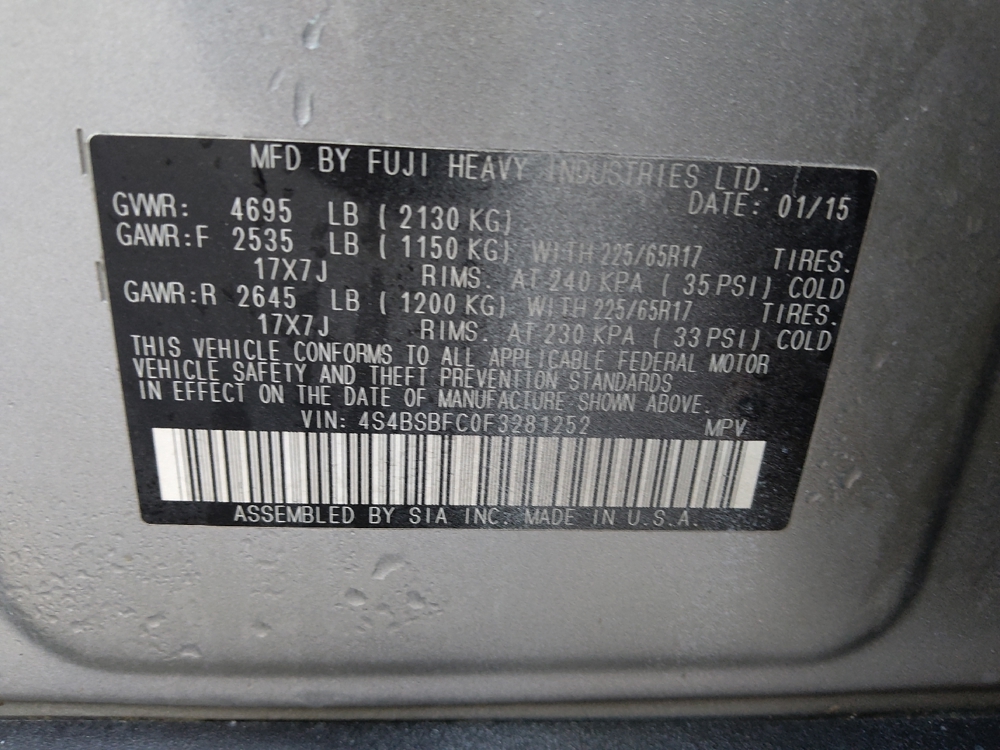 MFD BY FUJI HEAVY INDUSTRIES LTD.
DATE: 01/15
GVWR: 4695 LB ( 2130 KG)
GAWR:F 2535 LB ( 1150 KG) WITH 225/65R17 TIRES.
17X7J RIMS. AT 240 KPA ( 35 PSI) COLD
GAWR:R 2645 LB ( 1200 KG) WITH 225/65R17 TIRES.
17X7J RIMS. AT 230 KPA ( 33 PSI) COLD
THIS VEHICLE CONFORMS TO ALL APPLICABLE FEDERAL MOTOR
VEHICLE SAFETY AND THEFT PREVENTION STANDARDS
IN EFFECT ON THE DATE OF MANUFACTURE SHOWN ABOVE.
VIN: 4S4BSBFC0F3281252 MPV
ASSEMBLED BY SIA INC. MADE IN U.S.A.